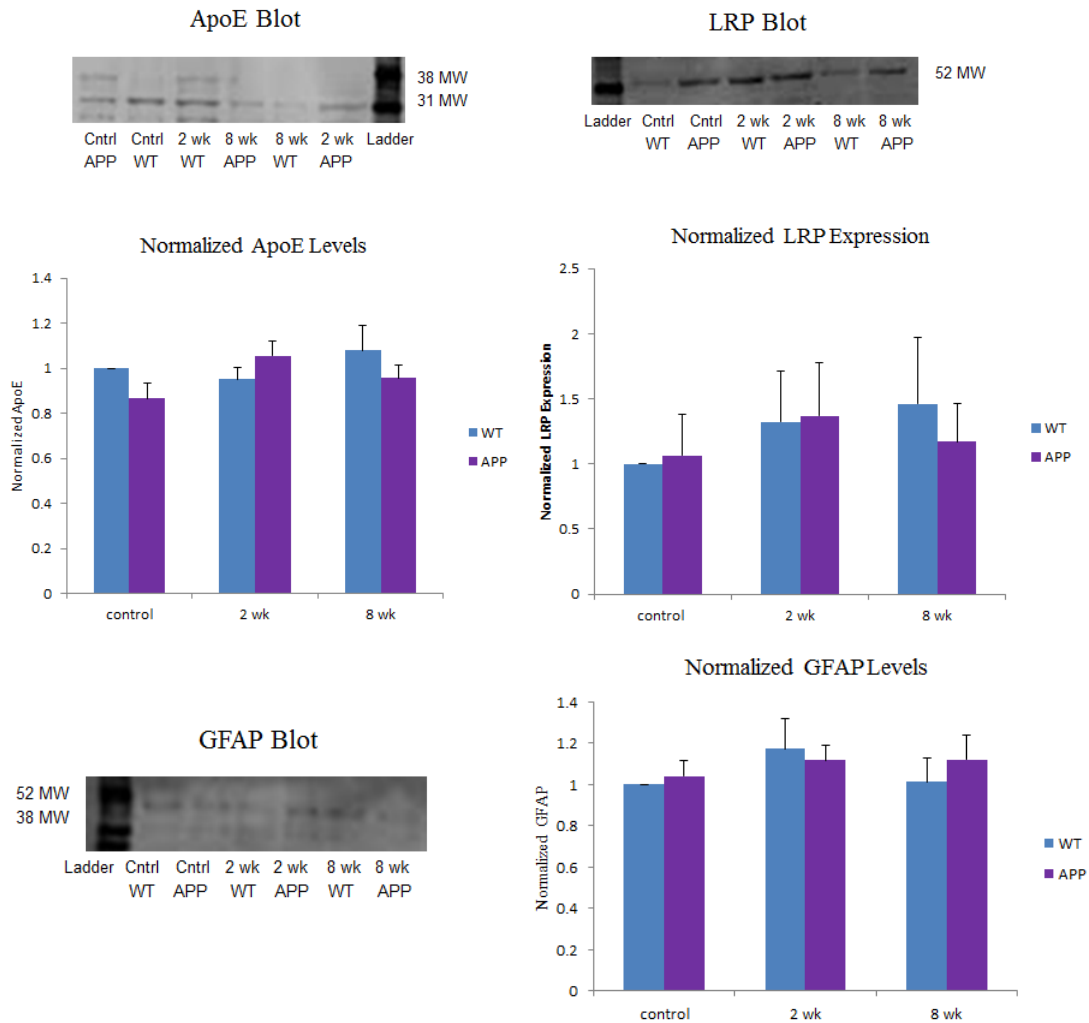 ApoE Blot
38 MW
31 MW
Cntrl Cntrl 2 wk 8 wk 8 wk 2 wk Ladder
APP WT WT APP WT APP
LRP Blot
52 MW
Ladder Cntrl Cntrl 2 wk 2 wk 8 wk 8 wk
WT APP WT APP WT APP
Normalized ApoE Levels
1.4
1.2
1
0.8
0.6
0.4
0.2
0
Normalized ApoE
control 2 wk 8 wk
WT
APP
Normalized LRP Expression
2.5
2
1.5
1
0.5
0
Normalized LRP Expression
control 2 wk 8 wk
WT
APP
GFAP Blot
52 MW
38 MW
Ladder Cntrl Cntrl 2 wk 2 wk 8 wk 8 wk
WT APP WT APP WT APP
Normalized GFAP Levels
1.4
1.2
1
0.8
0.6
0.4
0.2
0
Normalized GFAP
control 2 wk 8 wk
WT
APP